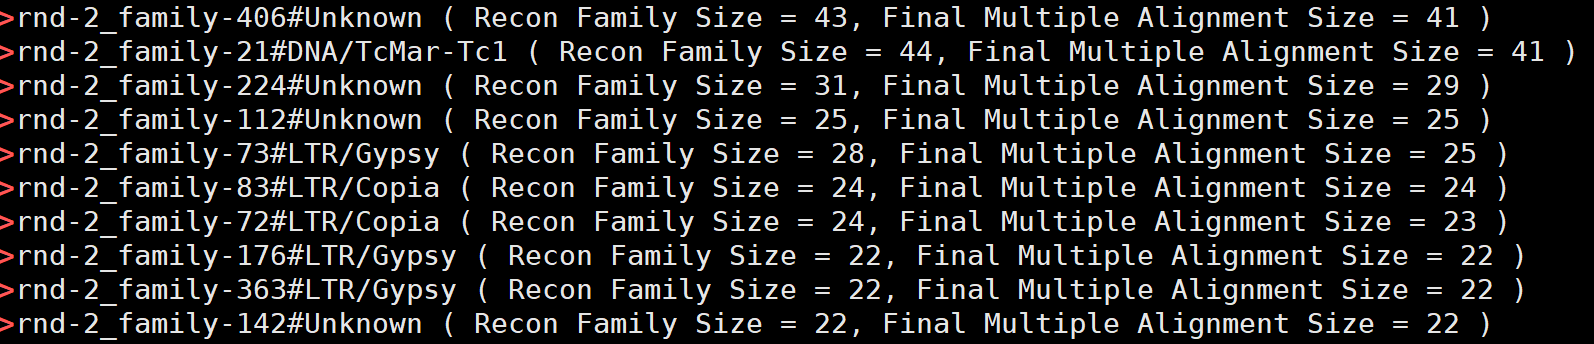 >rnd-2_family-406#Unknown ( Recon Family Size = 43, Final Multiple Alignment Size = 41 )
>rnd-2_family-21#DNA/TcMar-Tc1 ( Recon Family Size = 44, Final Multiple Alignment Size = 41 )
>rnd-2_family-224#Unknown ( Recon Family Size = 31, Final Multiple Alignment Size = 29 )
>rnd-2_family-112#Unknown ( Recon Family Size = 25, Final Multiple Alignment Size = 25 )
>rnd-2_family-73#LTR/Gypsy ( Recon Family Size = 28, Final Multiple Alignment Size = 25 )
>rnd-2_family-83#LTR/Copia ( Recon Family Size = 24, Final Multiple Alignment Size = 24 )
>rnd-2_family-72#LTR/Copia ( Recon Family Size = 24, Final Multiple Alignment Size = 23 )
>rnd-2_family-176#LTR/Gypsy ( Recon Family Size = 22, Final Multiple Alignment Size = 22 )
>rnd-2_family-363#LTR/Gypsy ( Recon Family Size = 22, Final Multiple Alignment Size = 22 )
>rnd-2_family-142#Unknown ( Recon Family Size = 22, Final Multiple Alignment Size = 22 )